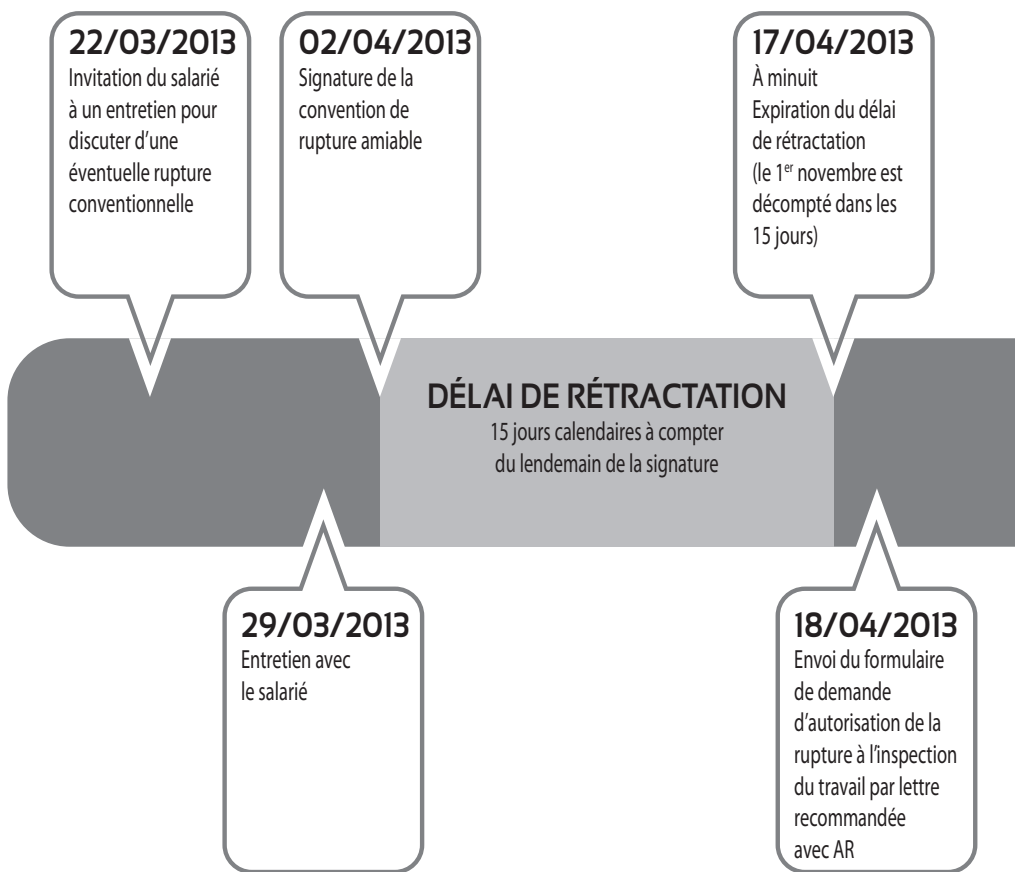 22/03/2013
Invitation du salarié
à un entretien pour
discuter d'une
éventuelle rupture
conventionnelle
02/04/2013
Signature de la
convention de
rupture amiable
17/04/2013
À minuit
Expiration du délai
de rétractation
(le 1er novembre est
décompté dans les
15 jours)
DÉLAI DE RÉTRACTATION
15 jours calendaires à compter
du lendemain de la signature
29/03/2013
Entretien avec
le salarié
18/04/2013
Envoi du formulaire
de demande
d'autorisation de la
rupture à l'inspection
du travail par lettre
recommandée
avec AR